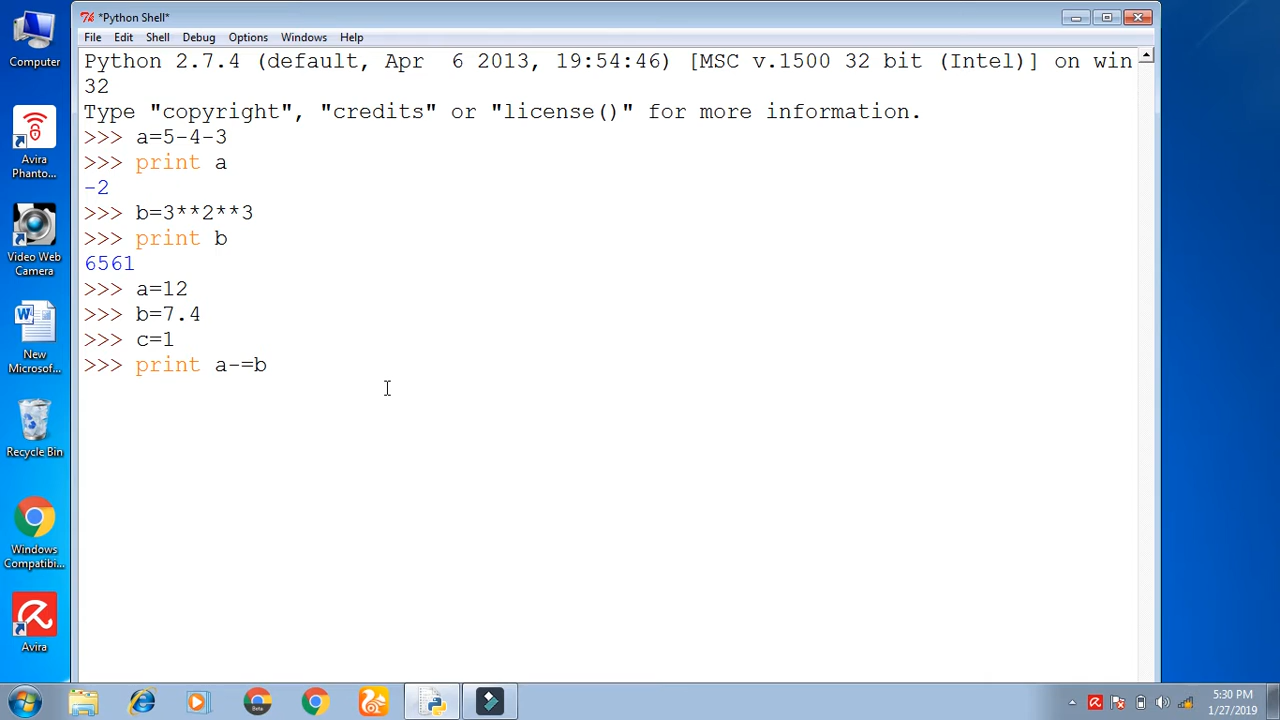 *Python Shell*
File Edit Shell Debug Options Windows Help
Python 2.7.4 (default, Apr  6 2013, 19:54:46) [MSC v.1500 32 bit (Intel)] on win
32
Type "copyright", "credits" or "license()" for more information.
>>> a=5-4-3
>>> print a
-2
>>> b=3**2**3
>>> print b
6561
>>> a=12
>>> b=7.4
>>> c=1
>>> print a-=b
Computer
Avira
Phanto...
Video Web
Camera
New
Microsof...
Recycle Bin
Windows
Compatibi...
Avira
Beta
5:30 PM
1/27/2019